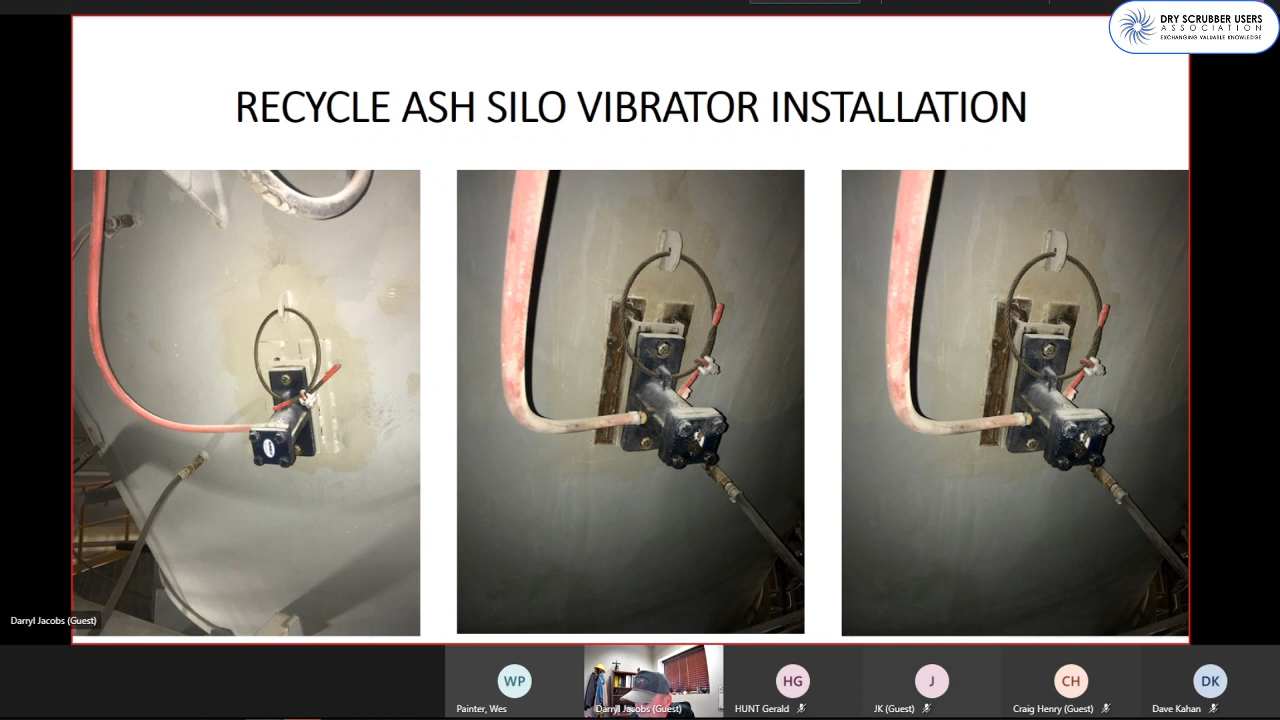 DRY SCRUBBER USERS
ASSOCIATION
EXCHANGING VALUABLE KNOWLEDGE
RECYCLE ASH SILO VIBRATOR INSTALLATION
Darryl Jacobs (Guest)
WP
HG
J
CH
DK
Painter, Wes
Darryl Jacobs (Guest)
HUNT Gerald
JK (Guest)
Craig Henry (Guest)
Dave Kahan